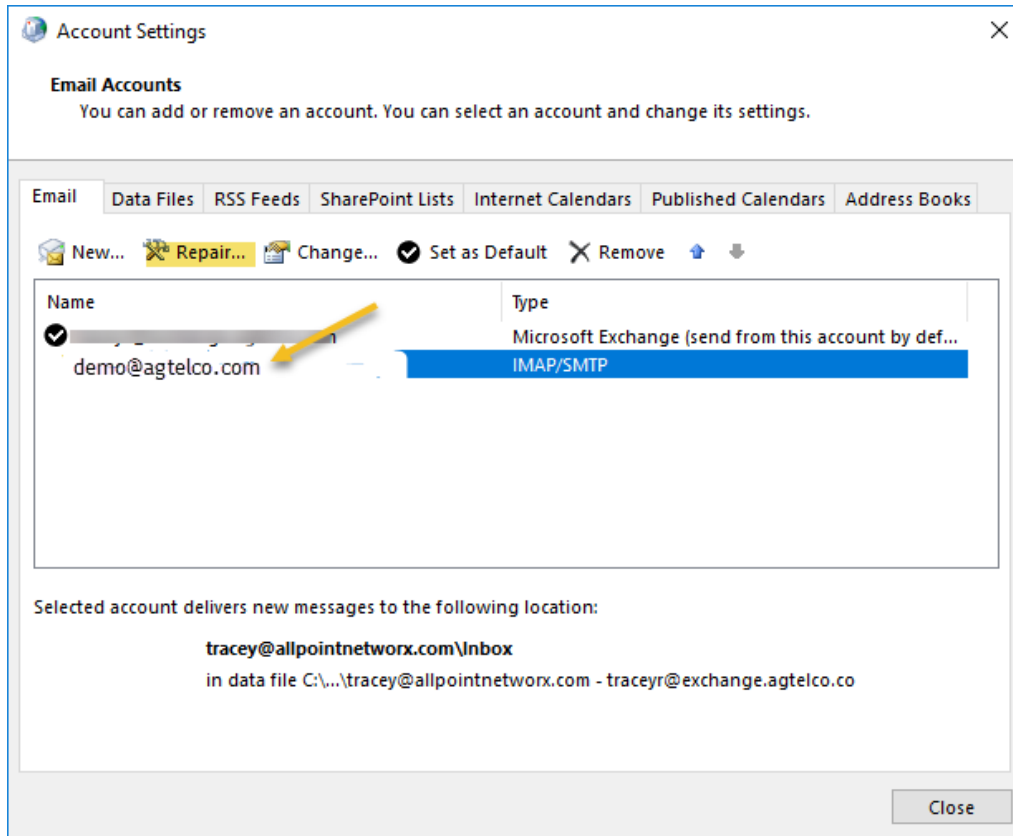 Account Settings
Email Accounts
You can add or remove an account. You can select an account and change its settings.
Email Data Files RSS Feeds SharePoint Lists Internet Calendars Published Calendars Address Books
New... Repair... Change... Set as Default Remove
Name Type
Microsoft Exchange (send from this account by def...
demo@agtelco.com IMAP/SMTP
Selected account delivers new messages to the following location:
tracey@allpointnetworx.com\Inbox
in data file C:\...\tracey@allpointnetworx.com - traceyr@exchange.agtelco.co
Close